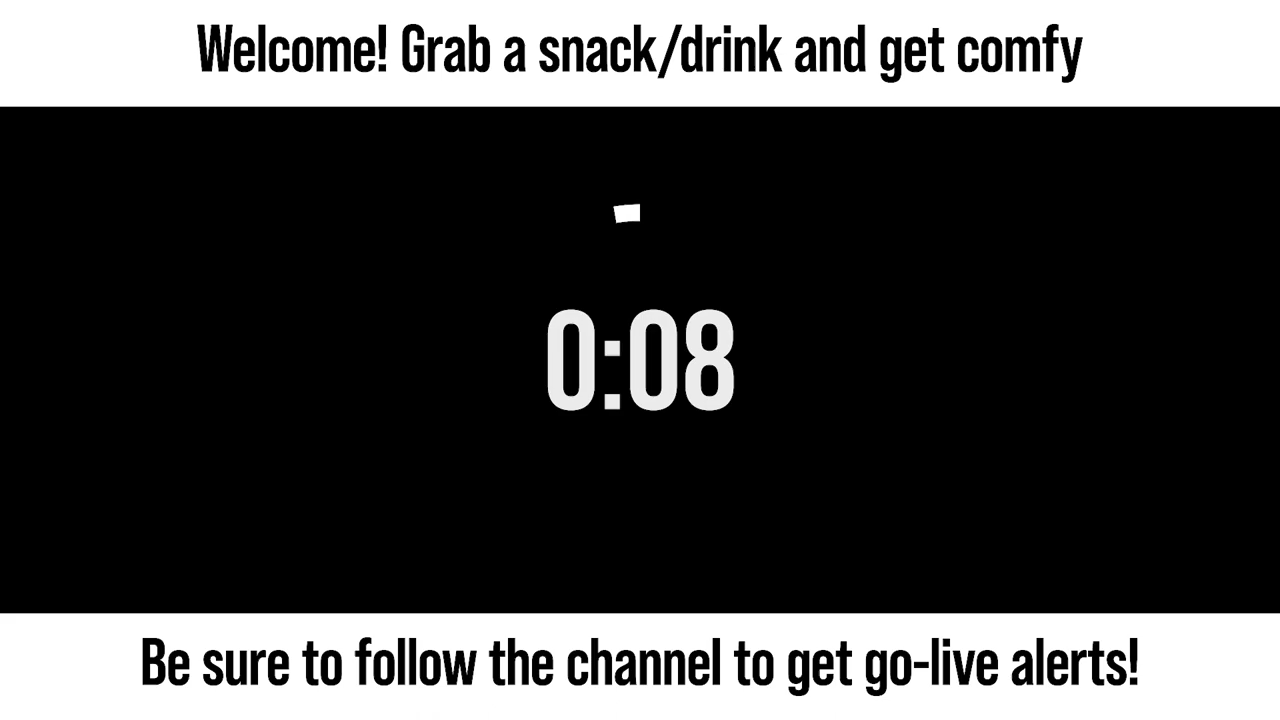 Welcome! Grab a snack/drink and get comfy
0:08
Be sure to follow the channel to get go-live alerts!